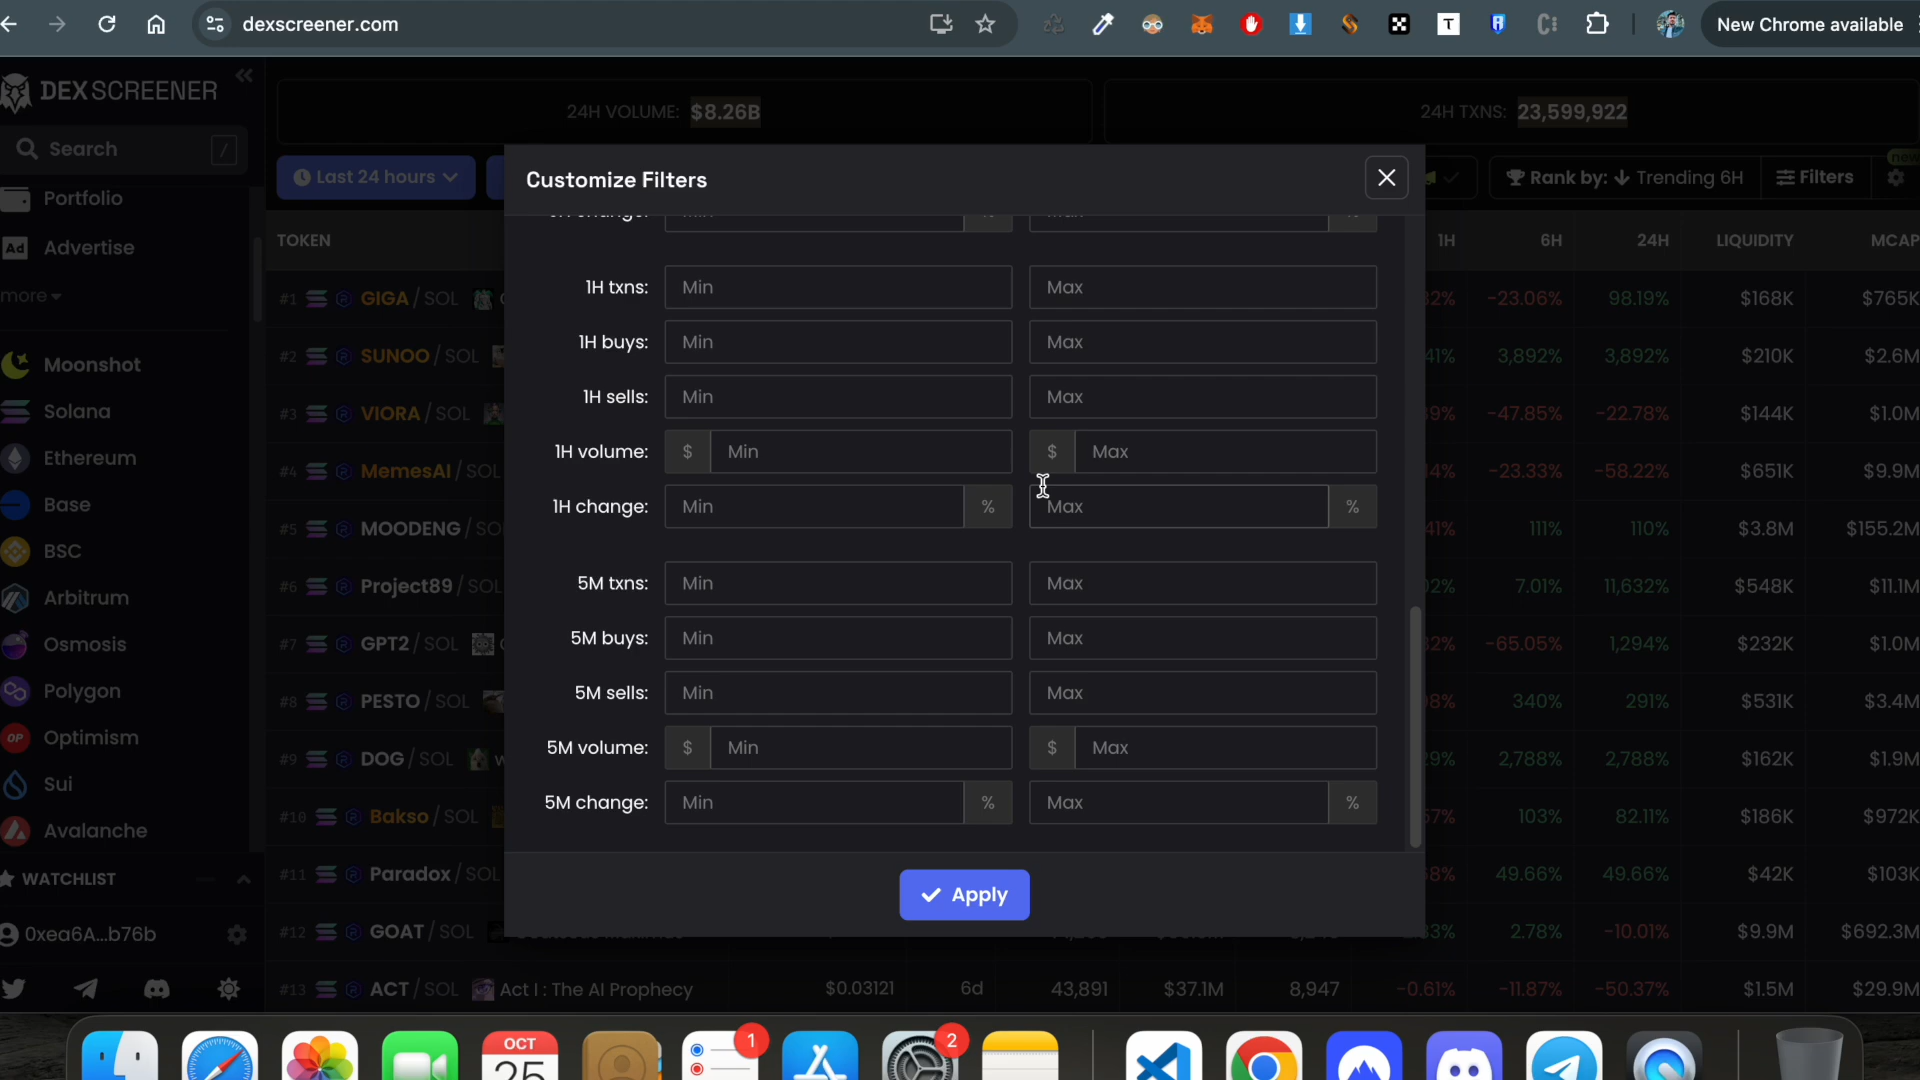 dexscreener.com
New Chrome available
DEX SCREENER
24H VOLUME: $8.26B
24H TXNS: 23,599,922
Search /
Last 24 hours
Customize Filters
Rank by: Trending 6H
Filters
new
Portfolio
Ad Advertise
more
TOKEN
1H 6H 24H LIQUIDITY MCAP
1H txns: Min Max
1H buys: Min Max
1H sells: Min Max
1H volume: $ Min $ Max
1H change: Min % Max %
5M txns: Min Max
5M buys: Min Max
5M sells: Min Max
5M volume: $ Min $ Max
5M change: Min % Max %
Apply
Moonshot
Solana
Ethereum
Base
BSC
Arbitrum
Osmosis
Polygon
OP Optimism
Sui
Avalanche
WATCHLIST
0xea6A...b76b
#1 GIGA/SOL -23.06% 98.19% $168K $765K
#2 SUNOO/SOL 41% 3,892% 3,892% $210K $2.6M
#3 VIORA/SOL -47.85% -22.78% $144K $1.0M
#4 MemesAI/SOL -23.33% -58.22% $651K $9.9M
#5 MOODENG/SO 41% 111% 110% $3.8M $155.2M
#6 Project89/SOL 7.01% 11,632% $548K $11.1M
#7 GPT2/SOL -65.05% 1,294% $232K $1.0M
#8 PESTO/SOL 340% 291% $531K $3.4M
#9 DOG/SOL 2,788% 2,788% $162K $1.9M
#10 Bakso/SOL 103% 82.11% $186K $972K
#11 Paradox/SOL 49.66% 49.66% $42K $103K
#12 GOAT/SOL 2.78% -10.01% $9.9M $692.3M
#13 ACT/SOL Act I : The AI Prophecy $0.03121 6d 43,891 $37.1M 8,947 -0.61% -11.87% -50.37% $1.5M $29.9M
OCT
25
1
2